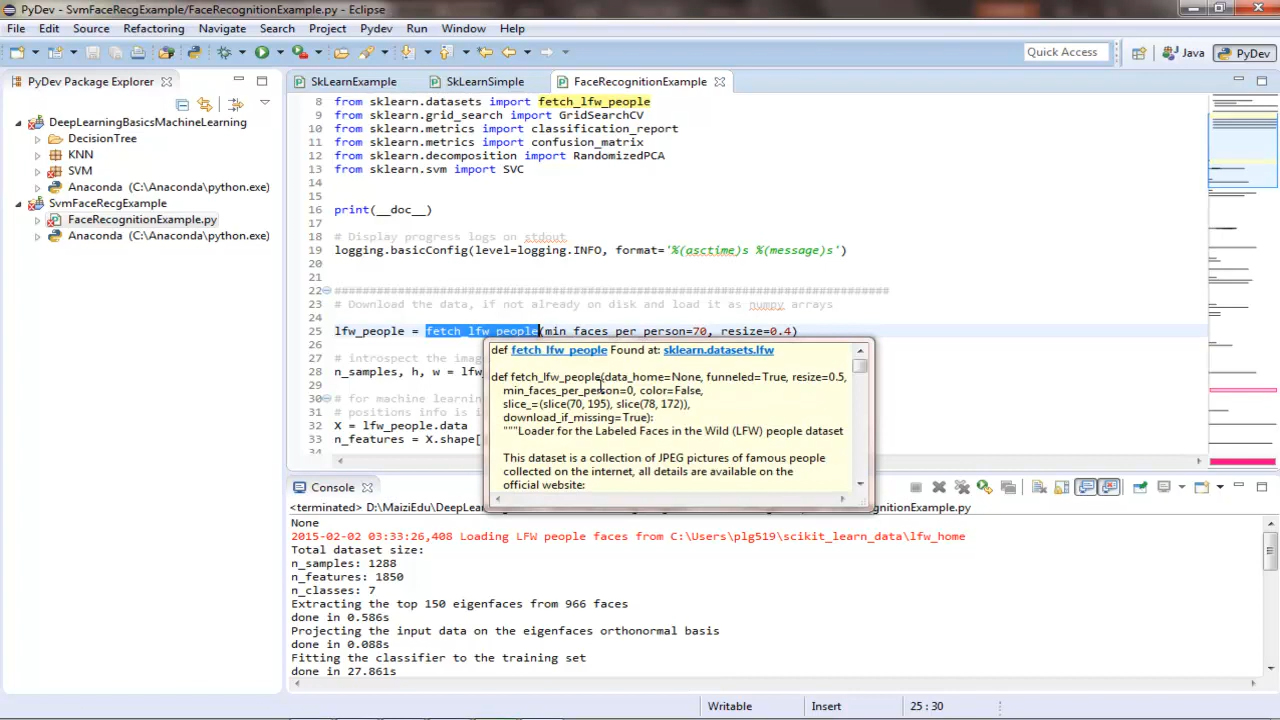 PyDev - SvmFaceRecgExample/FaceRecognitionExample.py - Eclipse
File Edit Source Refactoring Navigate Search Project Pydev Run Window Help
Quick Access
Java
PyDev
PyDev Package Explorer
DeepLearningBasicsMachineLearning
DecisionTree
KNN
SVM
Anaconda (C:\Anaconda\python.exe)
SvmFaceRecgExample
FaceRecognitionExample.py
Anaconda (C:\Anaconda\python.exe)
SkLearnExample
SkLearnSimple
FaceRecognitionExample
8 from sklearn.datasets import fetch_lfw_people
9 from sklearn.grid_search import GridSearchCV
10 from sklearn.metrics import classification_report
11 from sklearn.metrics import confusion_matrix
12 from sklearn.decomposition import RandomizedPCA
13 from sklearn.svm import SVC
14
15
16 print(__doc__)
17
18 # Display progress logs on stdout
19 logging.basicConfig(level=logging.INFO, format='%(asctime)s %(message)s')
20
21
22 ################################################################################
23 # Download the data, if not already on disk and load it as numpy arrays
24
25 lfw_people = fetch_lfw_people(min_faces_per_person=70, resize=0.4)
26
27 # introspect the imag
28 n_samples, h, w = lfw_
29
30 # for machine learning
31 # positions info is i
32 X = lfw_people.data
33 n_features = X.shape[
def fetch_lfw_people Found at: sklearn.datasets.lfw
def fetch_lfw_people(data_home=None, funneled=True, resize=0.5,
min_faces_per_person=0, color=False,
slice_=(slice(70, 195), slice(78, 172)),
download_if_missing=True):
"""Loader for the Labeled Faces in the Wild (LFW) people dataset
This dataset is a collection of JPEG pictures of famous people
collected on the internet, all details are available on the
official website:
Console
<terminated> D:\MaiziEdu\DeepLearn
ecognitionExample.py
None
2015-02-02 03:33:26,408 Loading LFW people faces from C:\Users\plg519\scikit_learn_data\lfw_home
Total dataset size:
n_samples: 1288
n_features: 1850
n_classes: 7
Extracting the top 150 eigenfaces from 966 faces
done in 0.586s
Projecting the input data on the eigenfaces orthonormal basis
done in 0.088s
Fitting the classifier to the training set
done in 27.861s
Writable
Insert
25 : 30